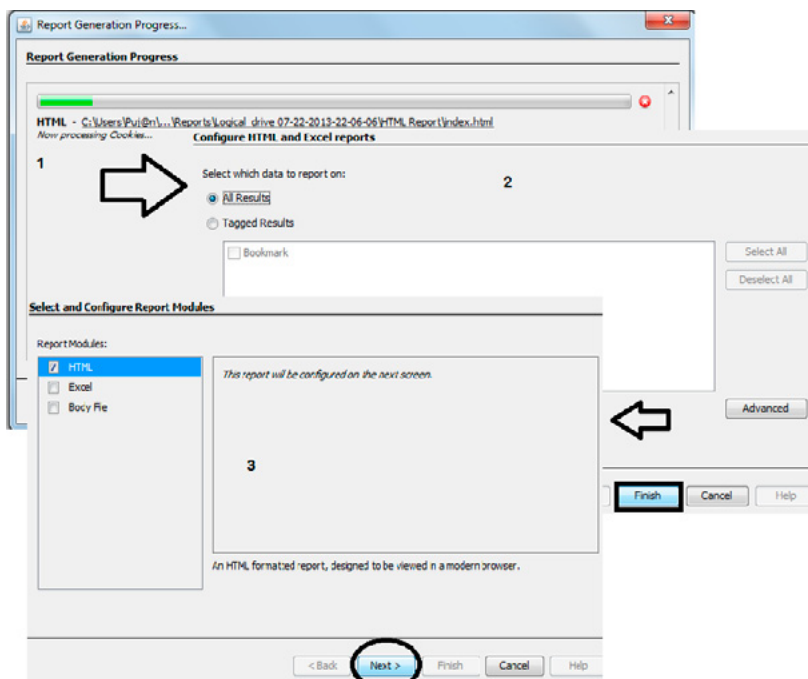 Report Generation Progress...
Report Generation Progress
HTML - C:\Users\Puj@n\...\Reports\Logical_drive 07-22-2013-22-06-06\HTML Report\index.html
Now processing Cookies...
1
Configure HTML and Excel reports
Select which data to report on:
2
All Results
Tagged Results
Bookmark
Select All
Deselect All
Advanced
Finish
Cancel
Help
Select and Configure Report Modules
Report Modules:
HTML
Excel
Body File
This report will be configured on the next screen.
3
An HTML formatted report, designed to be viewed in a modern browser.
< Back
Next >
Finish
Cancel
Help